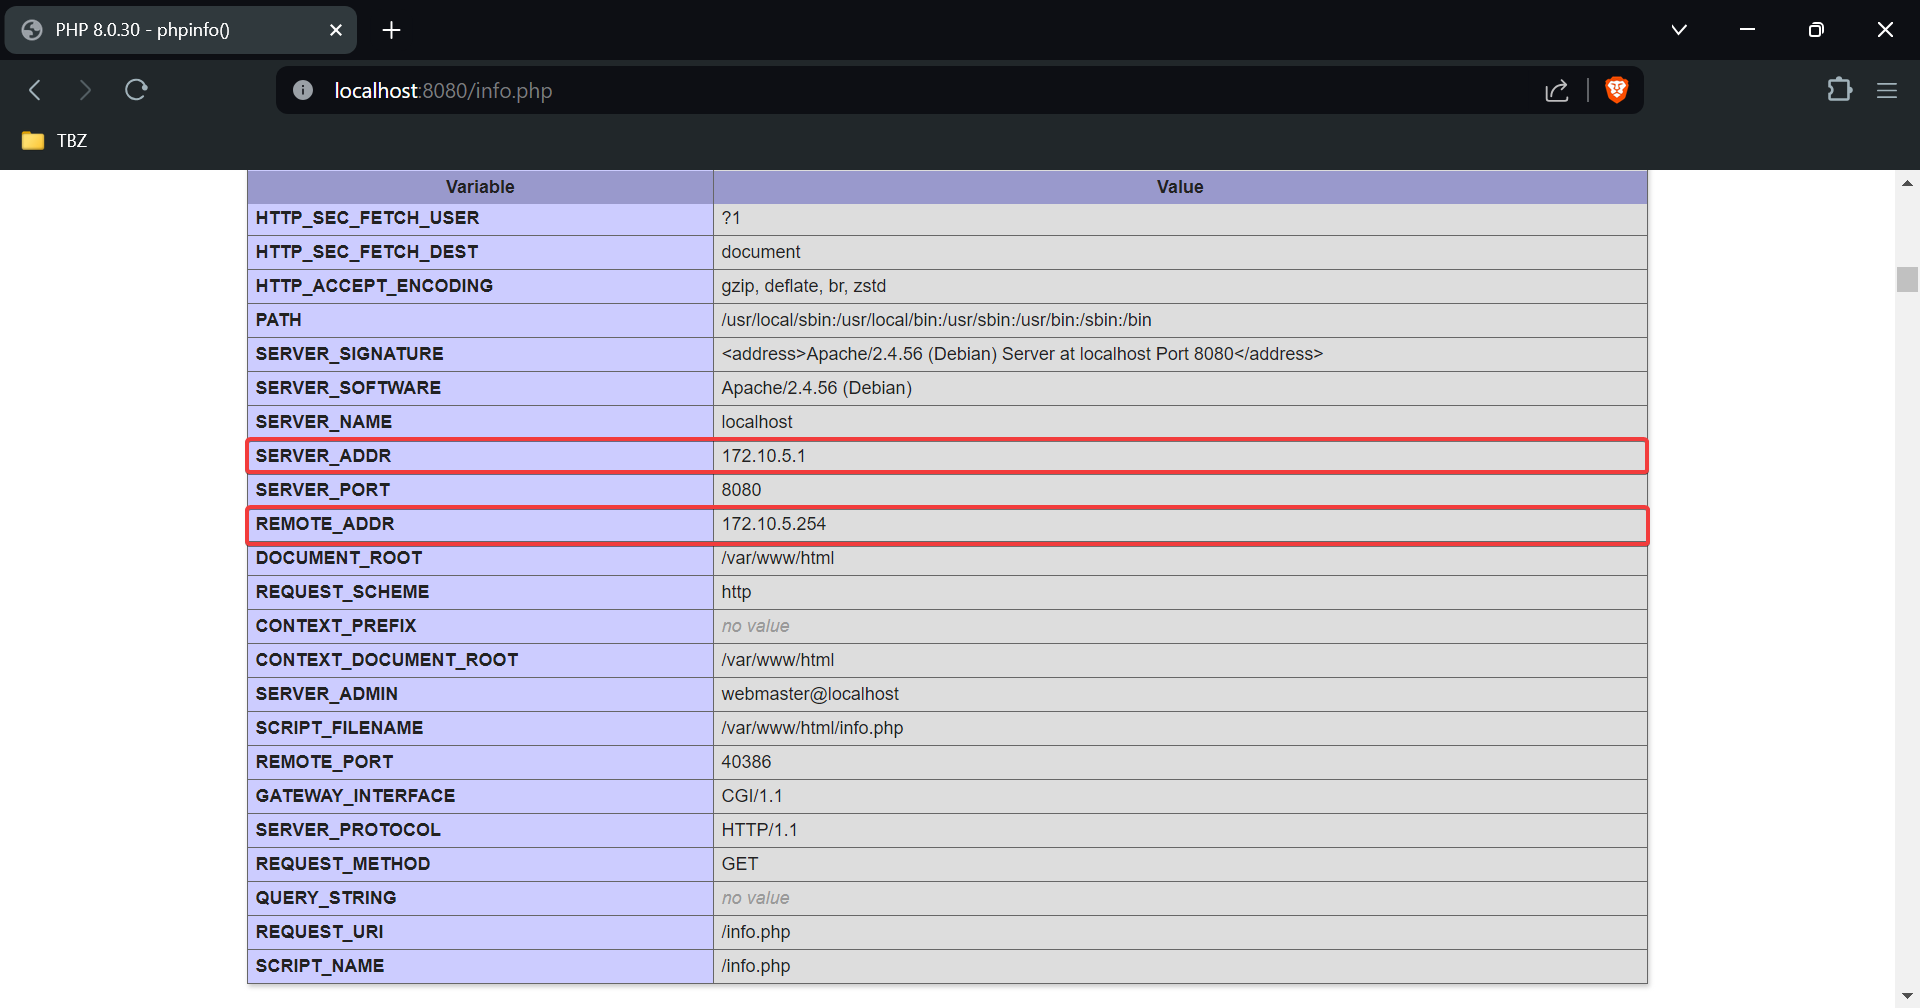 PHP 8.0.30 - phpinfo()
localhost:8080/info.php
TBZ
Variable Value
HTTP_SEC_FETCH_USER ?1
HTTP_SEC_FETCH_DEST document
HTTP_ACCEPT_ENCODING gzip, deflate, br, zstd
PATH /usr/local/sbin:/usr/local/bin:/usr/sbin:/usr/bin:/sbin:/bin
SERVER_SIGNATURE <address>Apache/2.4.56 (Debian) Server at localhost Port 8080</address>
SERVER_SOFTWARE Apache/2.4.56 (Debian)
SERVER_NAME localhost
SERVER_ADDR 172.10.5.1
SERVER_PORT 8080
REMOTE_ADDR 172.10.5.254
DOCUMENT_ROOT /var/www/html
REQUEST_SCHEME http
CONTEXT_PREFIX no value
CONTEXT_DOCUMENT_ROOT /var/www/html
SERVER_ADMIN webmaster@localhost
SCRIPT_FILENAME /var/www/html/info.php
REMOTE_PORT 40386
GATEWAY_INTERFACE CGI/1.1
SERVER_PROTOCOL HTTP/1.1
REQUEST_METHOD GET
QUERY_STRING no value
REQUEST_URI /info.php
SCRIPT_NAME /info.php